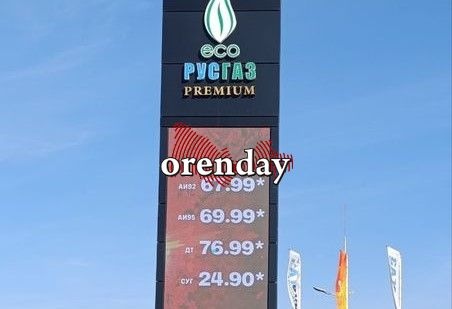 eco
РУСГАЗ
PREMIUM
orenday
АИ92 67.99*
АИ95 69.99*
ДТ 76.99*
СУГ 24.90*